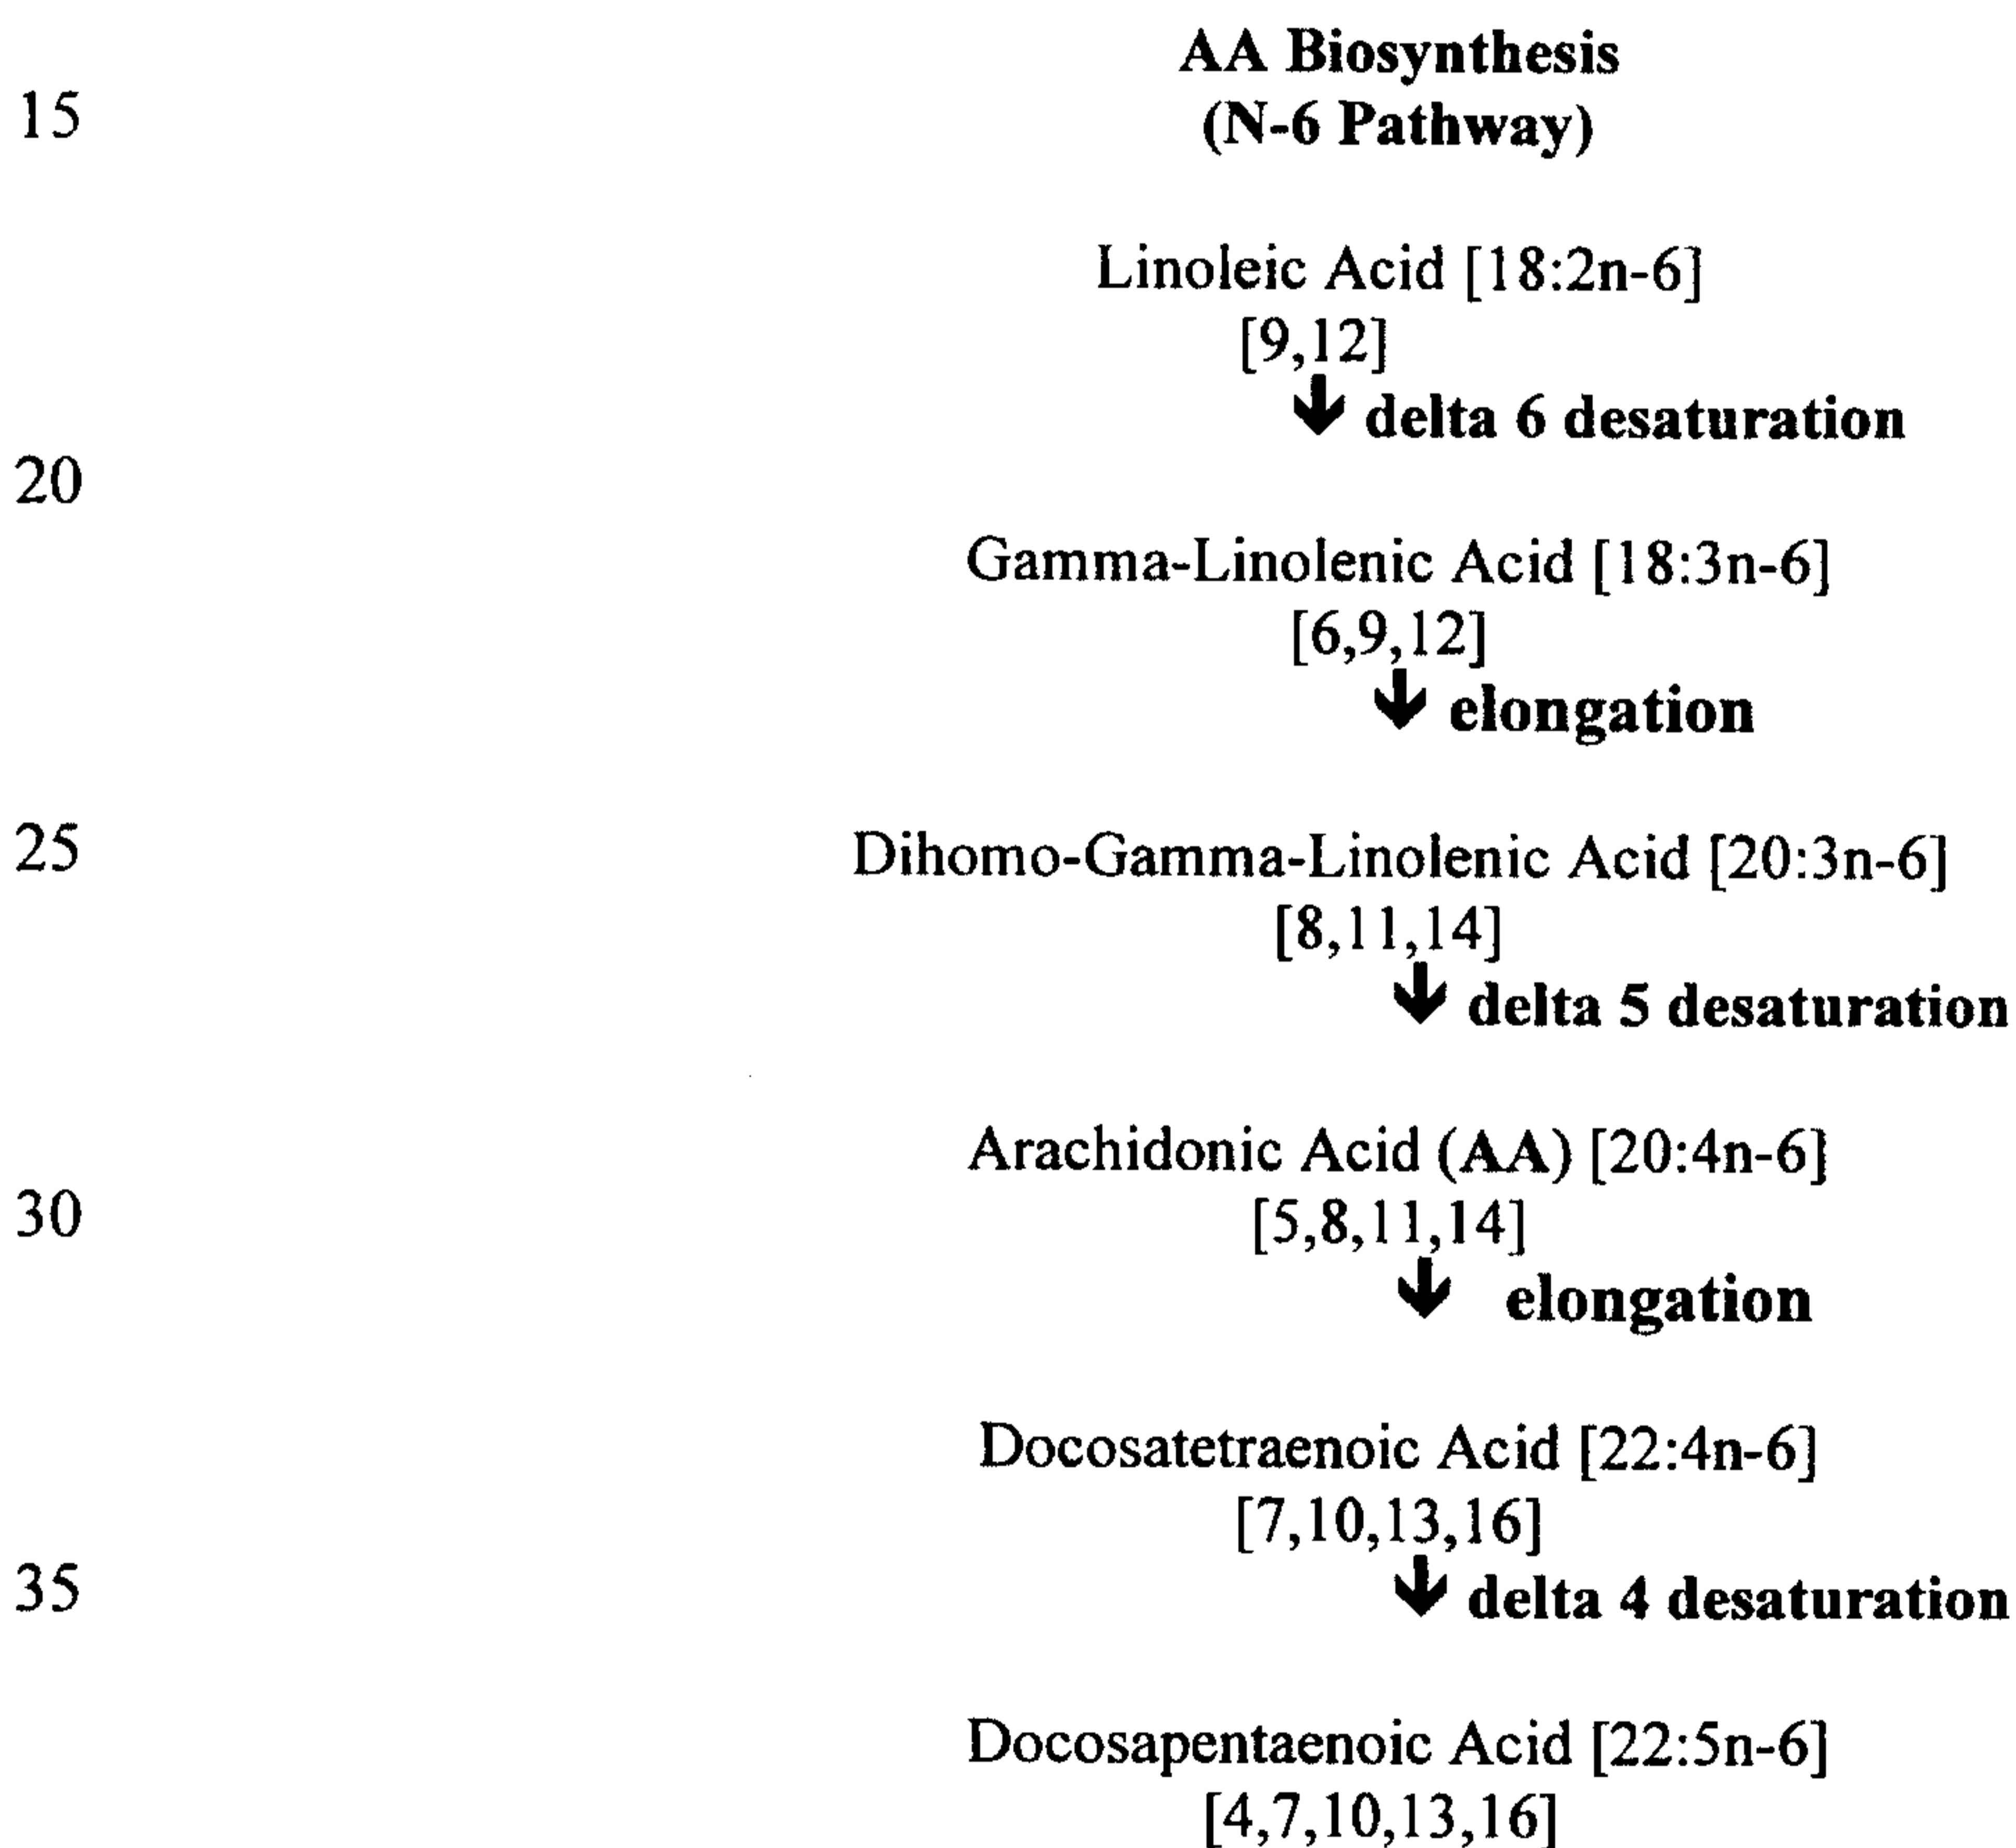 AA Biosynthesis
15
(N-6 Pathway)
Linoleic Acid [18:2n-6]
[9,12]
↓ delta 6 desaturation
20
Gamma-Linolenic Acid [18:3n-6]
[6,9,12]
↓ elongation
25
Dihomo-Gamma-Linolenic Acid [20:3n-6]
[8,11,14]
↓ delta 5 desaturation
Arachidonic Acid (AA) [20:4n-6]
30
[5,8,11,14]
↓ elongation
Docosatetraenoic Acid [22:4n-6]
[7,10,13,16]
35
↓ delta 4 desaturation
Docosapentaenoic Acid [22:5n-6]
[4,7,10,13,16]